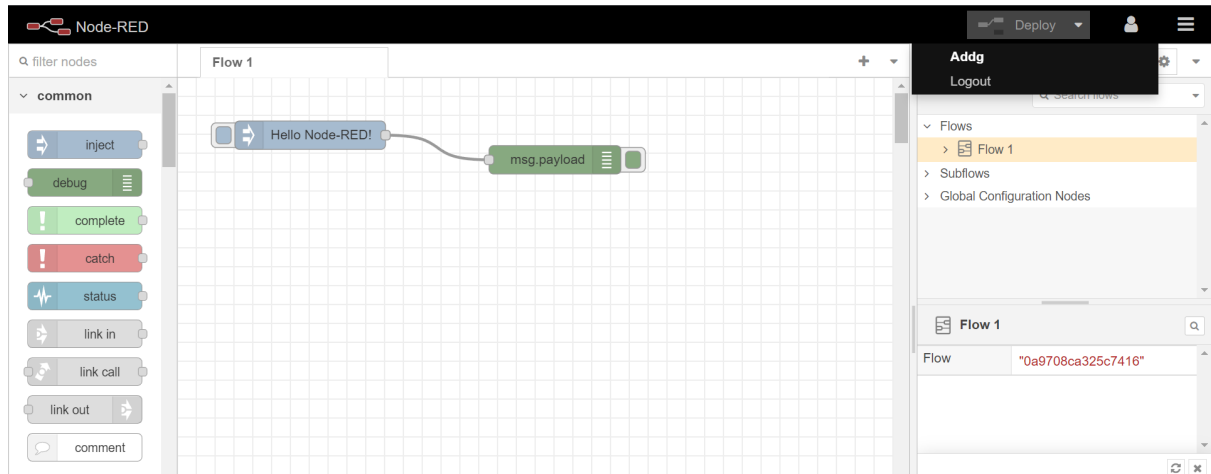 Node-RED
Deploy
filter nodes
Flow 1
Addg
Logout
Search flows
common
inject
debug
complete
catch
status
link in
link call
link out
comment
Hello Node-RED!
msg.payload
Flows
Flow 1
Subflows
Global Configuration Nodes
Flow 1
Flow
"0a9708ca325c7416"